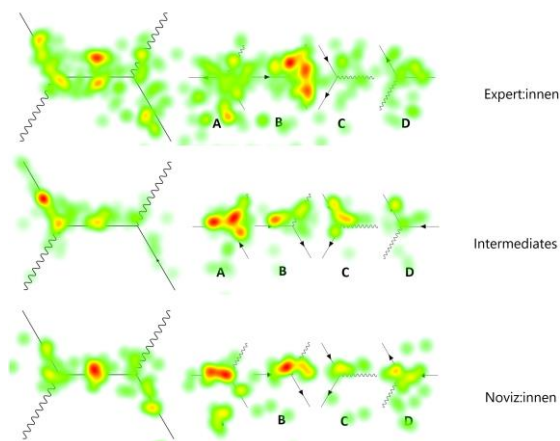 A B C D
Expert:innen
A B C D
Intermediates
B C D
Noviz:innen